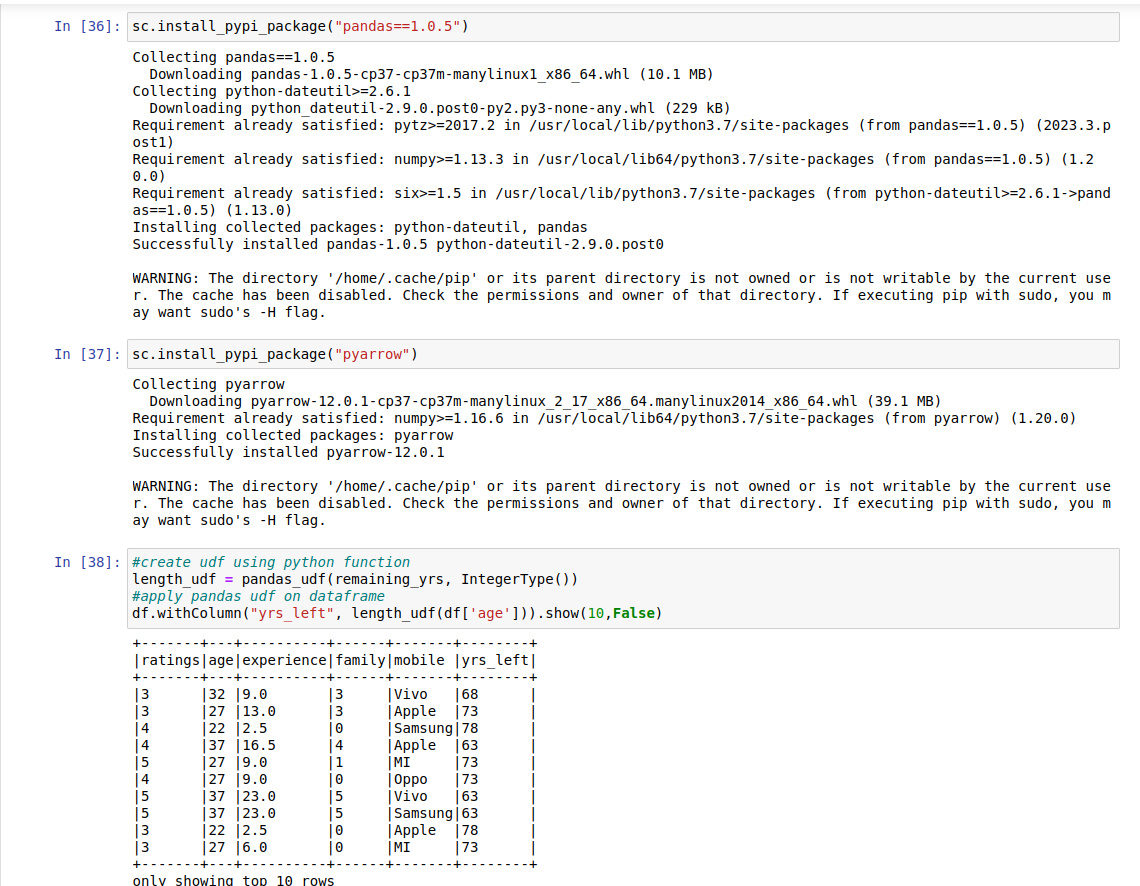 In [36]: sc.install_pypi_package("pandas==1.0.5")
Collecting pandas==1.0.5
  Downloading pandas-1.0.5-cp37-cp37m-manylinux1_x86_64.whl (10.1 MB)
Collecting python-dateutil>=2.6.1
  Downloading python_dateutil-2.9.0.post0-py2.py3-none-any.whl (229 kB)
Requirement already satisfied: pytz>=2017.2 in /usr/local/lib/python3.7/site-packages (from pandas==1.0.5) (2023.3.p
ost1)
Requirement already satisfied: numpy>=1.13.3 in /usr/local/lib64/python3.7/site-packages (from pandas==1.0.5) (1.2
0.0)
Requirement already satisfied: six>=1.5 in /usr/local/lib/python3.7/site-packages (from python-dateutil>=2.6.1->pand
as==1.0.5) (1.13.0)
Installing collected packages: python-dateutil, pandas
Successfully installed pandas-1.0.5 python-dateutil-2.9.0.post0

WARNING: The directory '/home/.cache/pip' or its parent directory is not owned or is not writable by the current use
r. The cache has been disabled. Check the permissions and owner of that directory. If executing pip with sudo, you m
ay want sudo's -H flag.

In [37]: sc.install_pypi_package("pyarrow")
Collecting pyarrow
  Downloading pyarrow-12.0.1-cp37-cp37m-manylinux_2_17_x86_64.manylinux2014_x86_64.whl (39.1 MB)
Requirement already satisfied: numpy>=1.16.6 in /usr/local/lib64/python3.7/site-packages (from pyarrow) (1.20.0)
Installing collected packages: pyarrow
Successfully installed pyarrow-12.0.1

WARNING: The directory '/home/.cache/pip' or its parent directory is not owned or is not writable by the current use
r. The cache has been disabled. Check the permissions and owner of that directory. If executing pip with sudo, you m
ay want sudo's -H flag.

In [38]: #create udf using python function
length_udf = pandas_udf(remaining_yrs, IntegerType())
#apply pandas udf on dataframe
df.withColumn("yrs_left", length_udf(df['age'])).show(10,False)
+-------+---+----------+------+-------+--------+
|ratings|age|experience|family|mobile |yrs_left|
+-------+---+----------+------+-------+--------+
|3      |32 |9.0       |3     |Vivo   |68      |
|3      |27 |13.0      |3     |Apple  |73      |
|4      |22 |2.5       |0     |Samsung|78      |
|4      |37 |16.5      |4     |Apple  |63      |
|5      |27 |9.0       |1     |MI     |73      |
|4      |27 |9.0       |0     |Oppo   |73      |
|5      |37 |23.0      |5     |Vivo   |63      |
|5      |37 |23.0      |5     |Samsung|63      |
|3      |22 |2.5       |0     |Apple  |78      |
|3      |27 |6.0       |0     |MI     |73      |
+-------+---+----------+------+-------+--------+
only showing top 10 rows